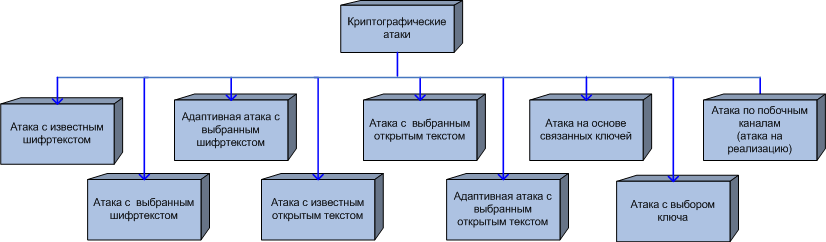 Криптографические
атаки
Атака с известным
шифртекстом
Адаптивная атака с
выбранным
шифртекстом
Атака с выбранным
открытым текстом
Атака на основе
связанных ключей
Атака по побочным
каналам
(атака на
реализацию)
Атака с выбранным
шифртекстом
Атака с известным
открытым текстом
Адаптивная атака с
выбранным
открытым текстом
Атака с выбором
ключа